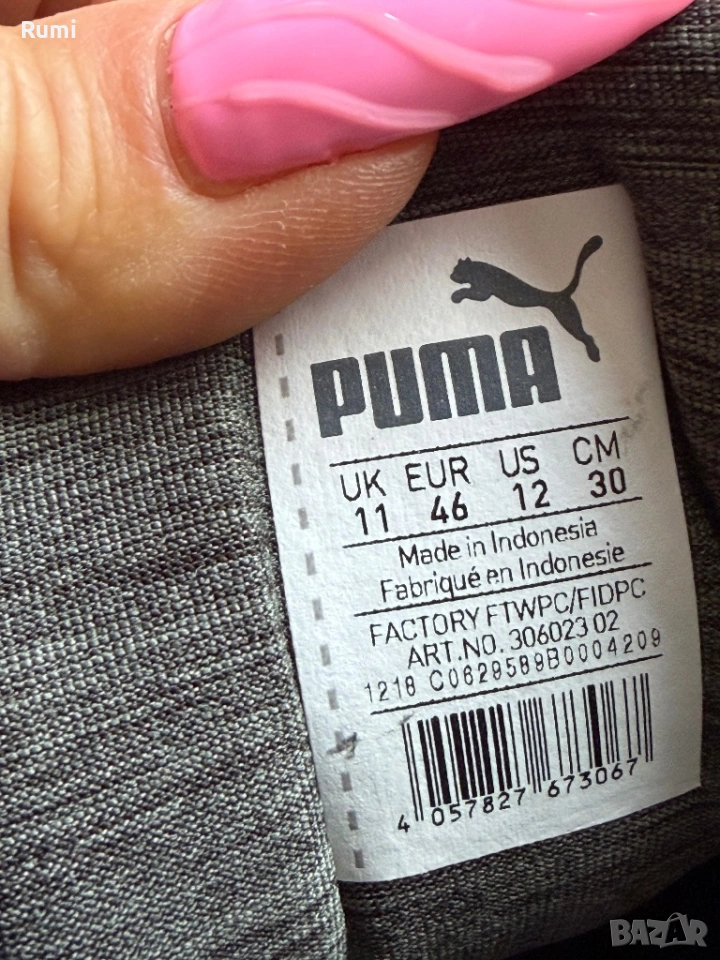 Rumi
PUMA
UK EUR US CM
11 46 12 30
Made in Indonesia
Fabriqué en Indonesie
FACTORY FTWPC/FIDPC
ART.NO. 306023 02
1218 C0629589B0004209
4 057827 673067
BAZAR